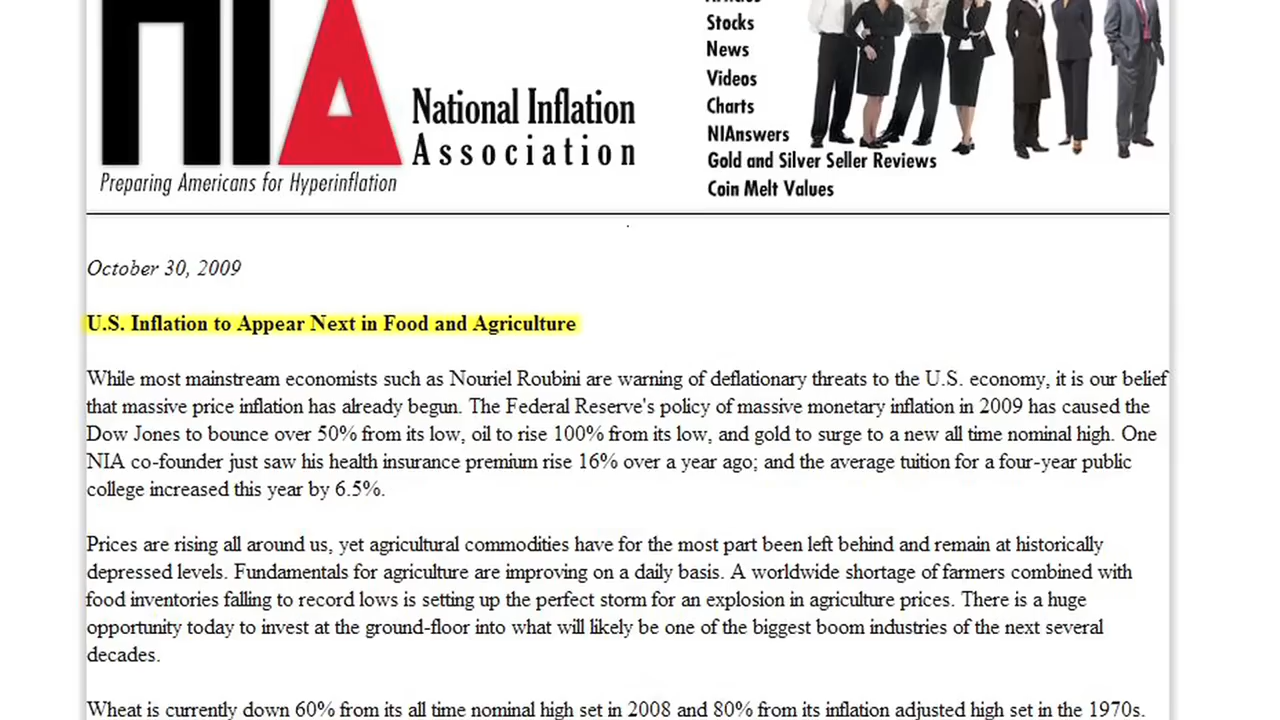 NIA
National Inflation
Association
Preparing Americans for Hyperinflation
Stocks
News
Videos
Charts
NIAnswers
Gold and Silver Seller Reviews
Coin Melt Values
October 30, 2009
U.S. Inflation to Appear Next in Food and Agriculture
While most mainstream economists such as Nouriel Roubini are warning of deflationary threats to the U.S. economy, it is our belief
that massive price inflation has already begun. The Federal Reserve's policy of massive monetary inflation in 2009 has caused the
Dow Jones to bounce over 50% from its low, oil to rise 100% from its low, and gold to surge to a new all time nominal high. One
NIA co-founder just saw his health insurance premium rise 16% over a year ago; and the average tuition for a four-year public
college increased this year by 6.5%.
Prices are rising all around us, yet agricultural commodities have for the most part been left behind and remain at historically
depressed levels. Fundamentals for agriculture are improving on a daily basis. A worldwide shortage of farmers combined with
food inventories falling to record lows is setting up the perfect storm for an explosion in agriculture prices. There is a huge
opportunity today to invest at the ground-floor into what will likely be one of the biggest boom industries of the next several
decades.
Wheat is currently down 60% from its all time nominal high set in 2008 and 80% from its inflation adjusted high set in the 1970s.